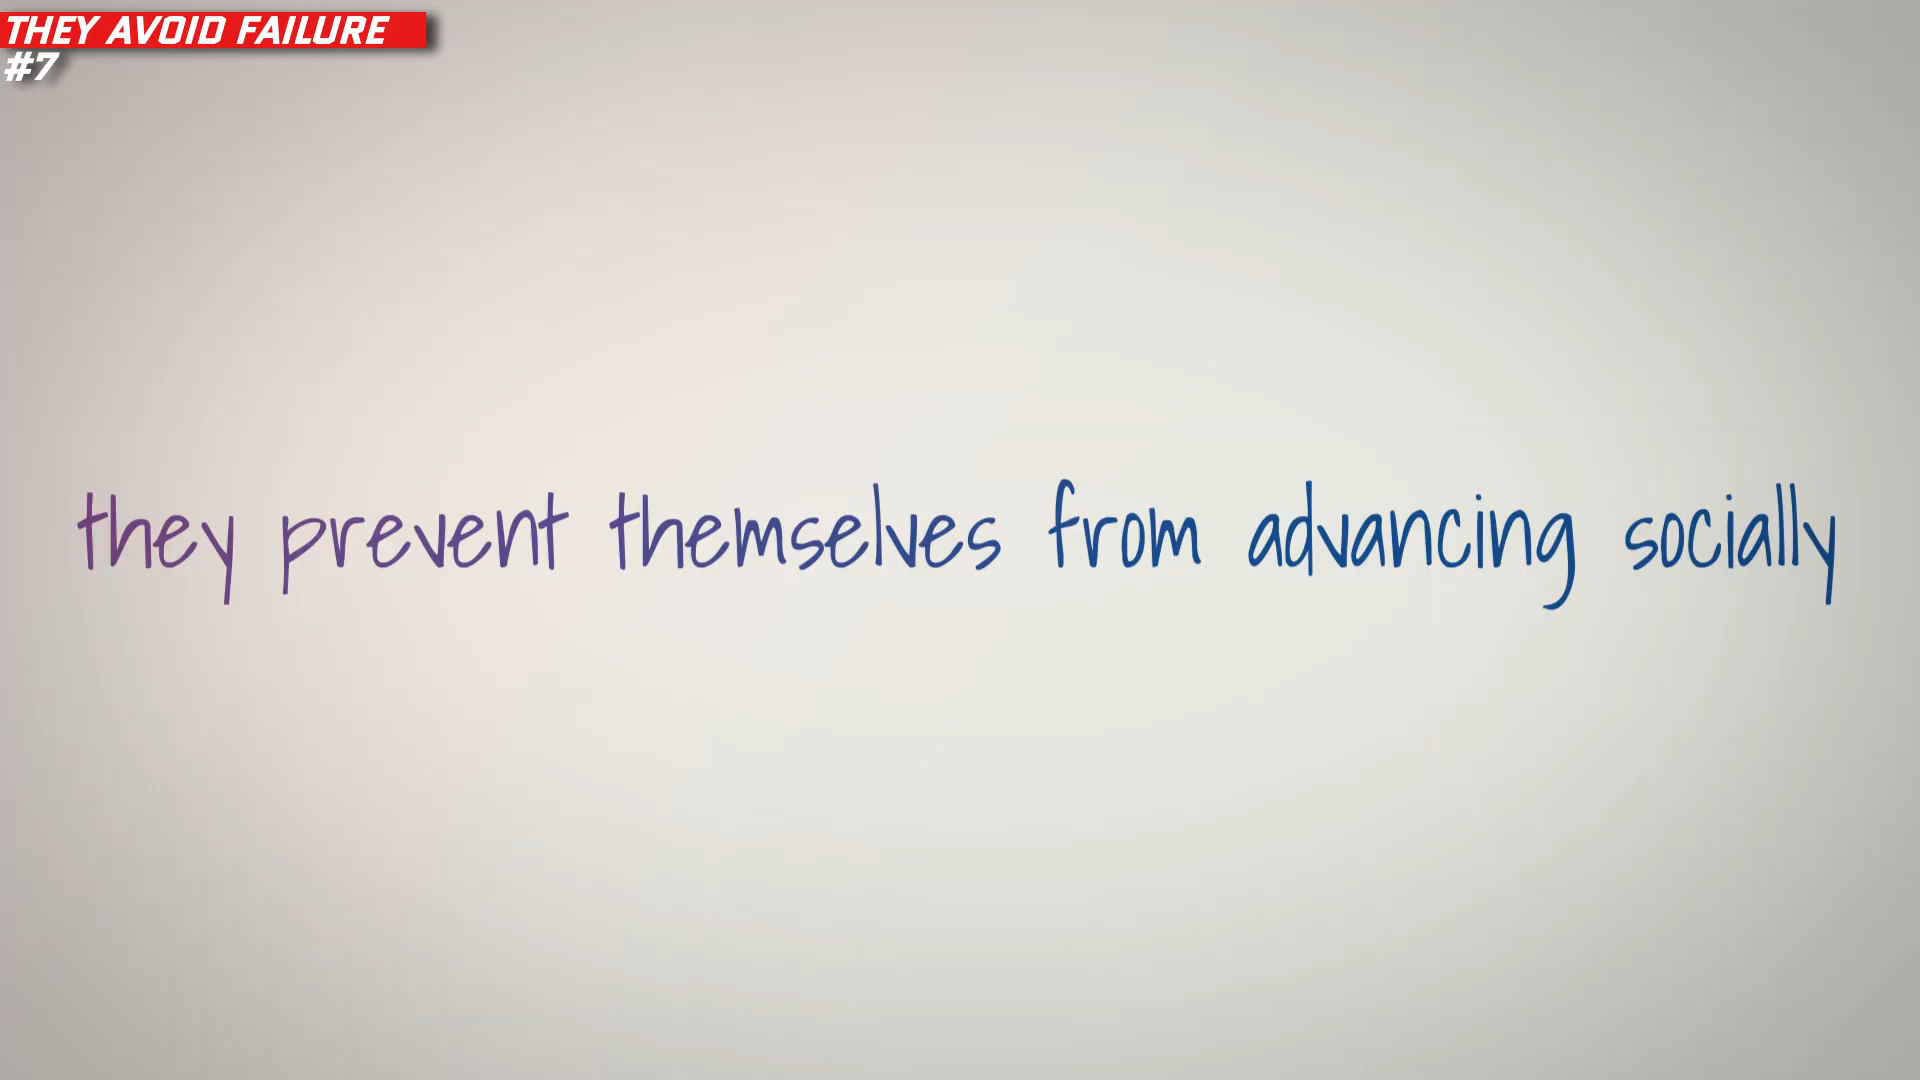 THEY AVOID FAILURE
#7
they prevent themselves from advancing socially